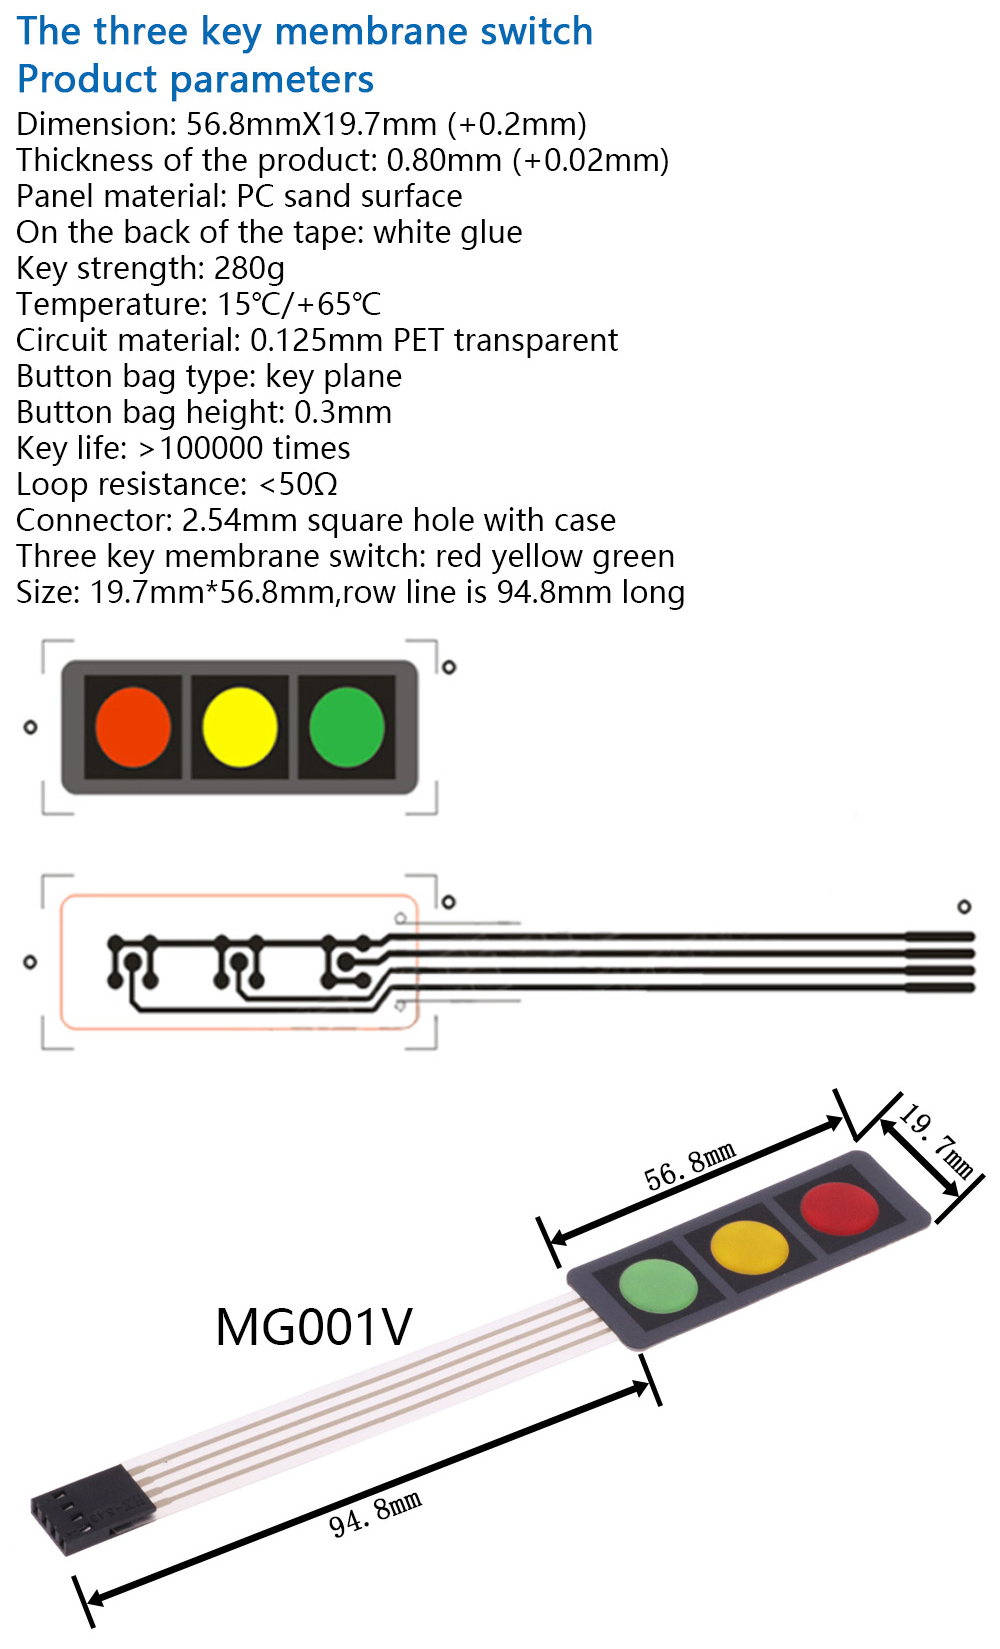 The three key membrane switch
Product parameters
Dimension: 56.8mmX19.7mm (+0.2mm)
Thickness of the product: 0.80mm (+0.02mm)
Panel material: PC sand surface
On the back of the tape: white glue
Key strength: 280g
Temperature: 15℃/+65℃
Circuit material: 0.125mm PET transparent
Button bag type: key plane
Button bag height: 0.3mm
Key life: >100000 times
Loop resistance: <50Ω
Connector: 2.54mm square hole with case
Three key membrane switch: red yellow green
Size: 19.7mm*56.8mm,row line is 94.8mm long
19.7mm
56.8mm
MG001V
94.8mm